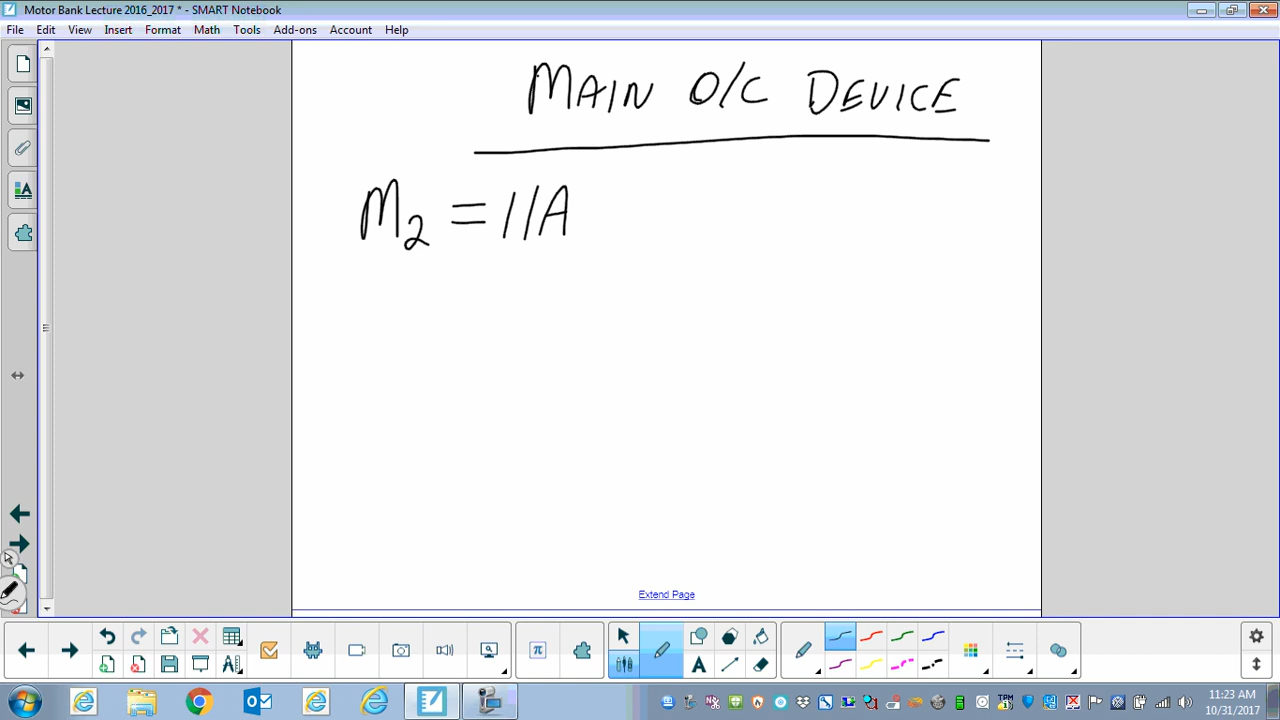 Motor Bank Lecture 2016_2017 * - SMART Notebook
File Edit View Insert Format Math Tools Add-ons Account Help
MAIN O/C DEVICE
M2 = 11A
Extend Page
11:23 AM
10/31/2017